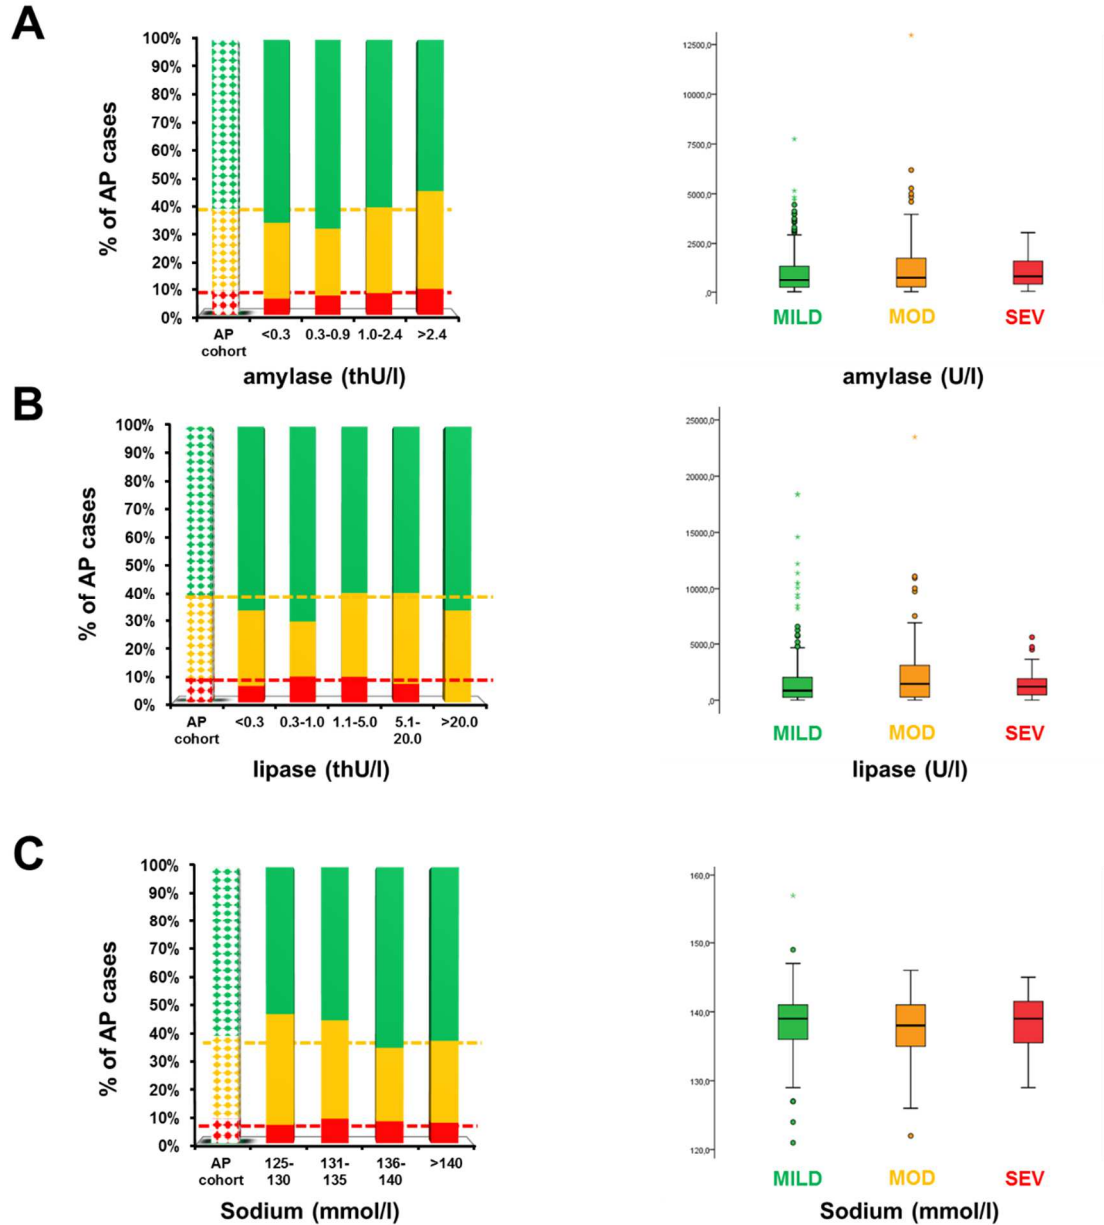 A
% of AP cases
100%
90%
80%
70%
60%
50%
40%
30%
20%
10%
0%
AP cohort
<0.3
0.3-0.9
1.0-2.4
>2.4
amylase (thU/l)
12500,0
10000,0
7500,0
5000,0
2500,0
,0
MILD
MOD
SEV
amylase (U/l)
B
% of AP cases
100%
90%
80%
70%
60%
50%
40%
30%
20%
10%
0%
AP cohort
<0.3
0.3-1.0
1.1-5.0
5.1-20.0
>20.0
lipase (thU/l)
25000,0
20000,0
15000,0
10000,0
5000,0
,0
MILD
MOD
SEV
lipase (U/l)
C
% of AP cases
100%
90%
80%
70%
60%
50%
40%
30%
20%
10%
0%
AP cohort
125-130
131-135
136-140
>140
Sodium (mmol/l)
160,0
150,0
140,0
130,0
120,0
MILD
MOD
SEV
Sodium (mmol/l)